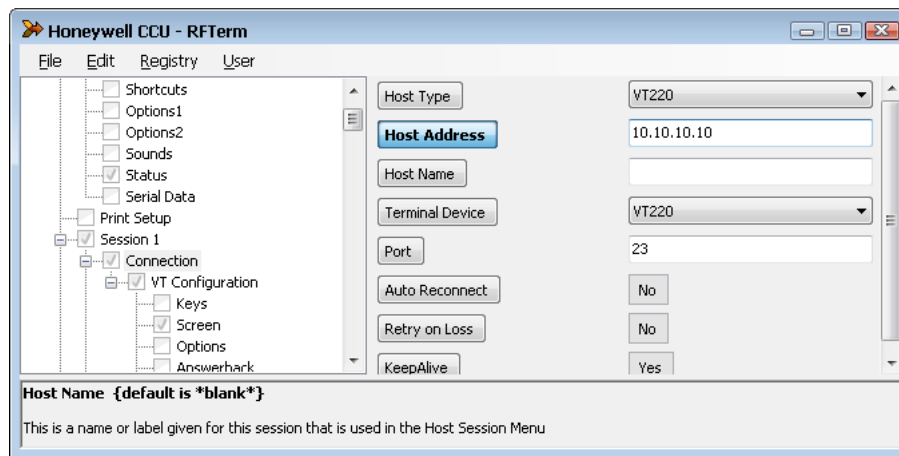 Honeywell CCU - RFTerm
File Edit Registry User
Shortcuts
Options1
Options2
Sounds
Status
Serial Data
Print Setup
Session 1
Connection
VT Configuration
Keys
Screen
Options
Answerback
Host Type VT220
Host Address 10.10.10.10
Host Name
Terminal Device VT220
Port 23
Auto Reconnect No
Retry on Loss No
KeepAlive Yes
Host Name {default is *blank*}
This is a name or label given for this session that is used in the Host Session Menu